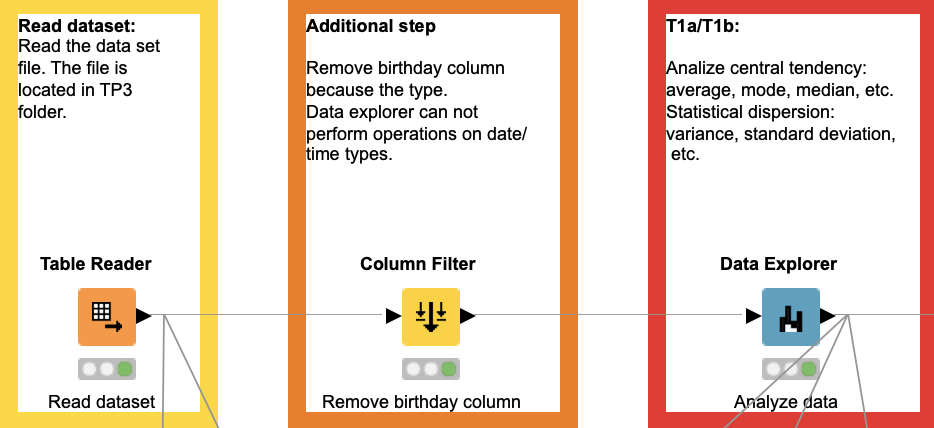 Read dataset:
Read the data set
file. The file is
located in TP3
folder.
Table Reader
Read dataset
Additional step
Remove birthday column
because the type.
Data explorer can not
perform operations on date/
time types.
Column Filter
Remove birthday column
T1a/T1b:
Analize central tendency:
average, mode, median, etc.
Statistical dispersion:
variance, standard deviation,
etc.
Data Explorer
Analyze data